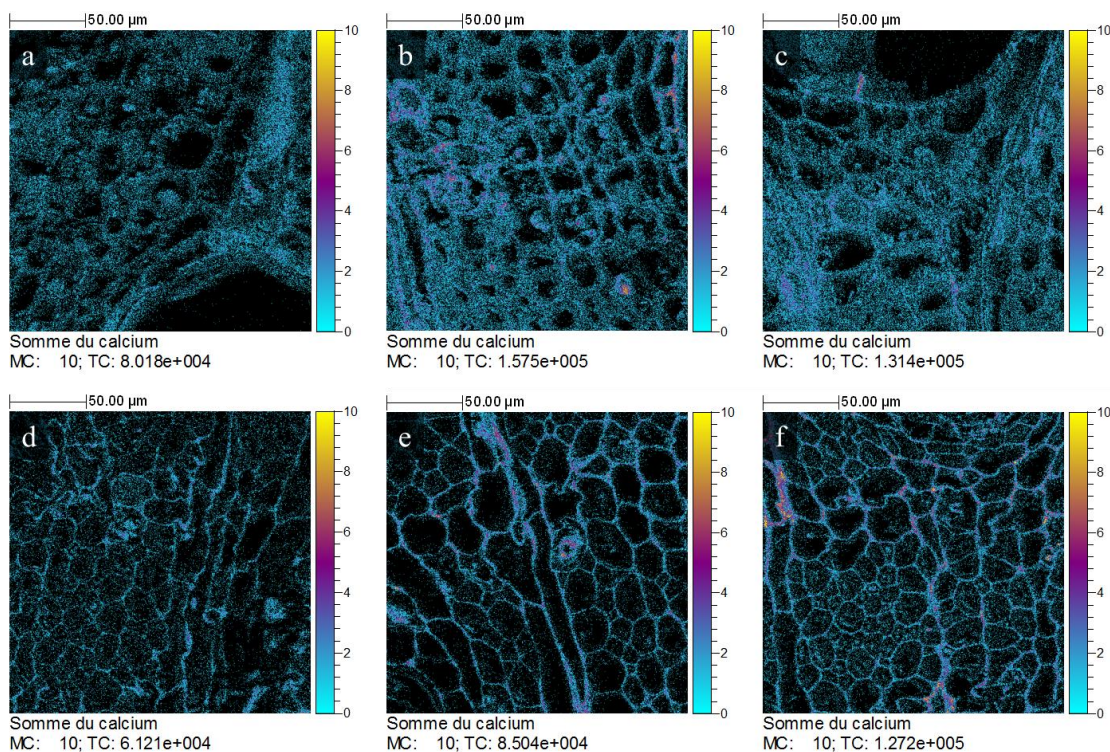 50.00 µm
a
10
8
6
4
2
0
Somme du calcium
MC: 10; TC: 8.018e+004
50.00 µm
b
10
8
6
4
2
0
Somme du calcium
MC: 10; TC: 1.575e+005
50.00 µm
c
10
8
6
4
2
0
Somme du calcium
MC: 10; TC: 1.314e+005
50.00 µm
d
10
8
6
4
2
0
Somme du calcium
MC: 10; TC: 6.121e+004
50.00 µm
e
10
8
6
4
2
0
Somme du calcium
MC: 10; TC: 8.504e+004
50.00 µm
f
10
8
6
4
2
0
Somme du calcium
MC: 10; TC: 1.272e+005